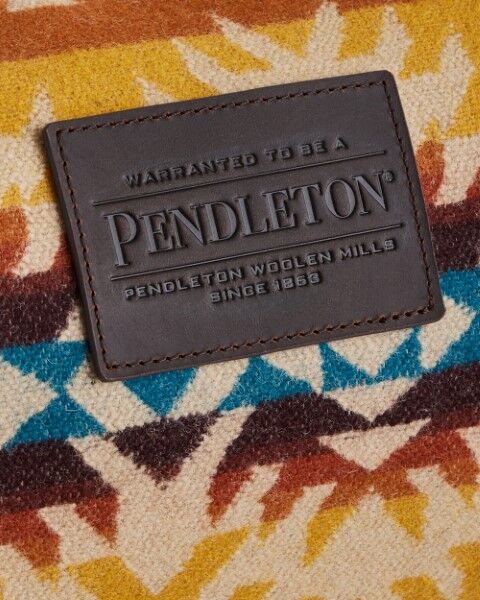 WARRANTED TO BE A
PENDLETON®
PENDLETON WOOLEN MILLS
SINCE 1863